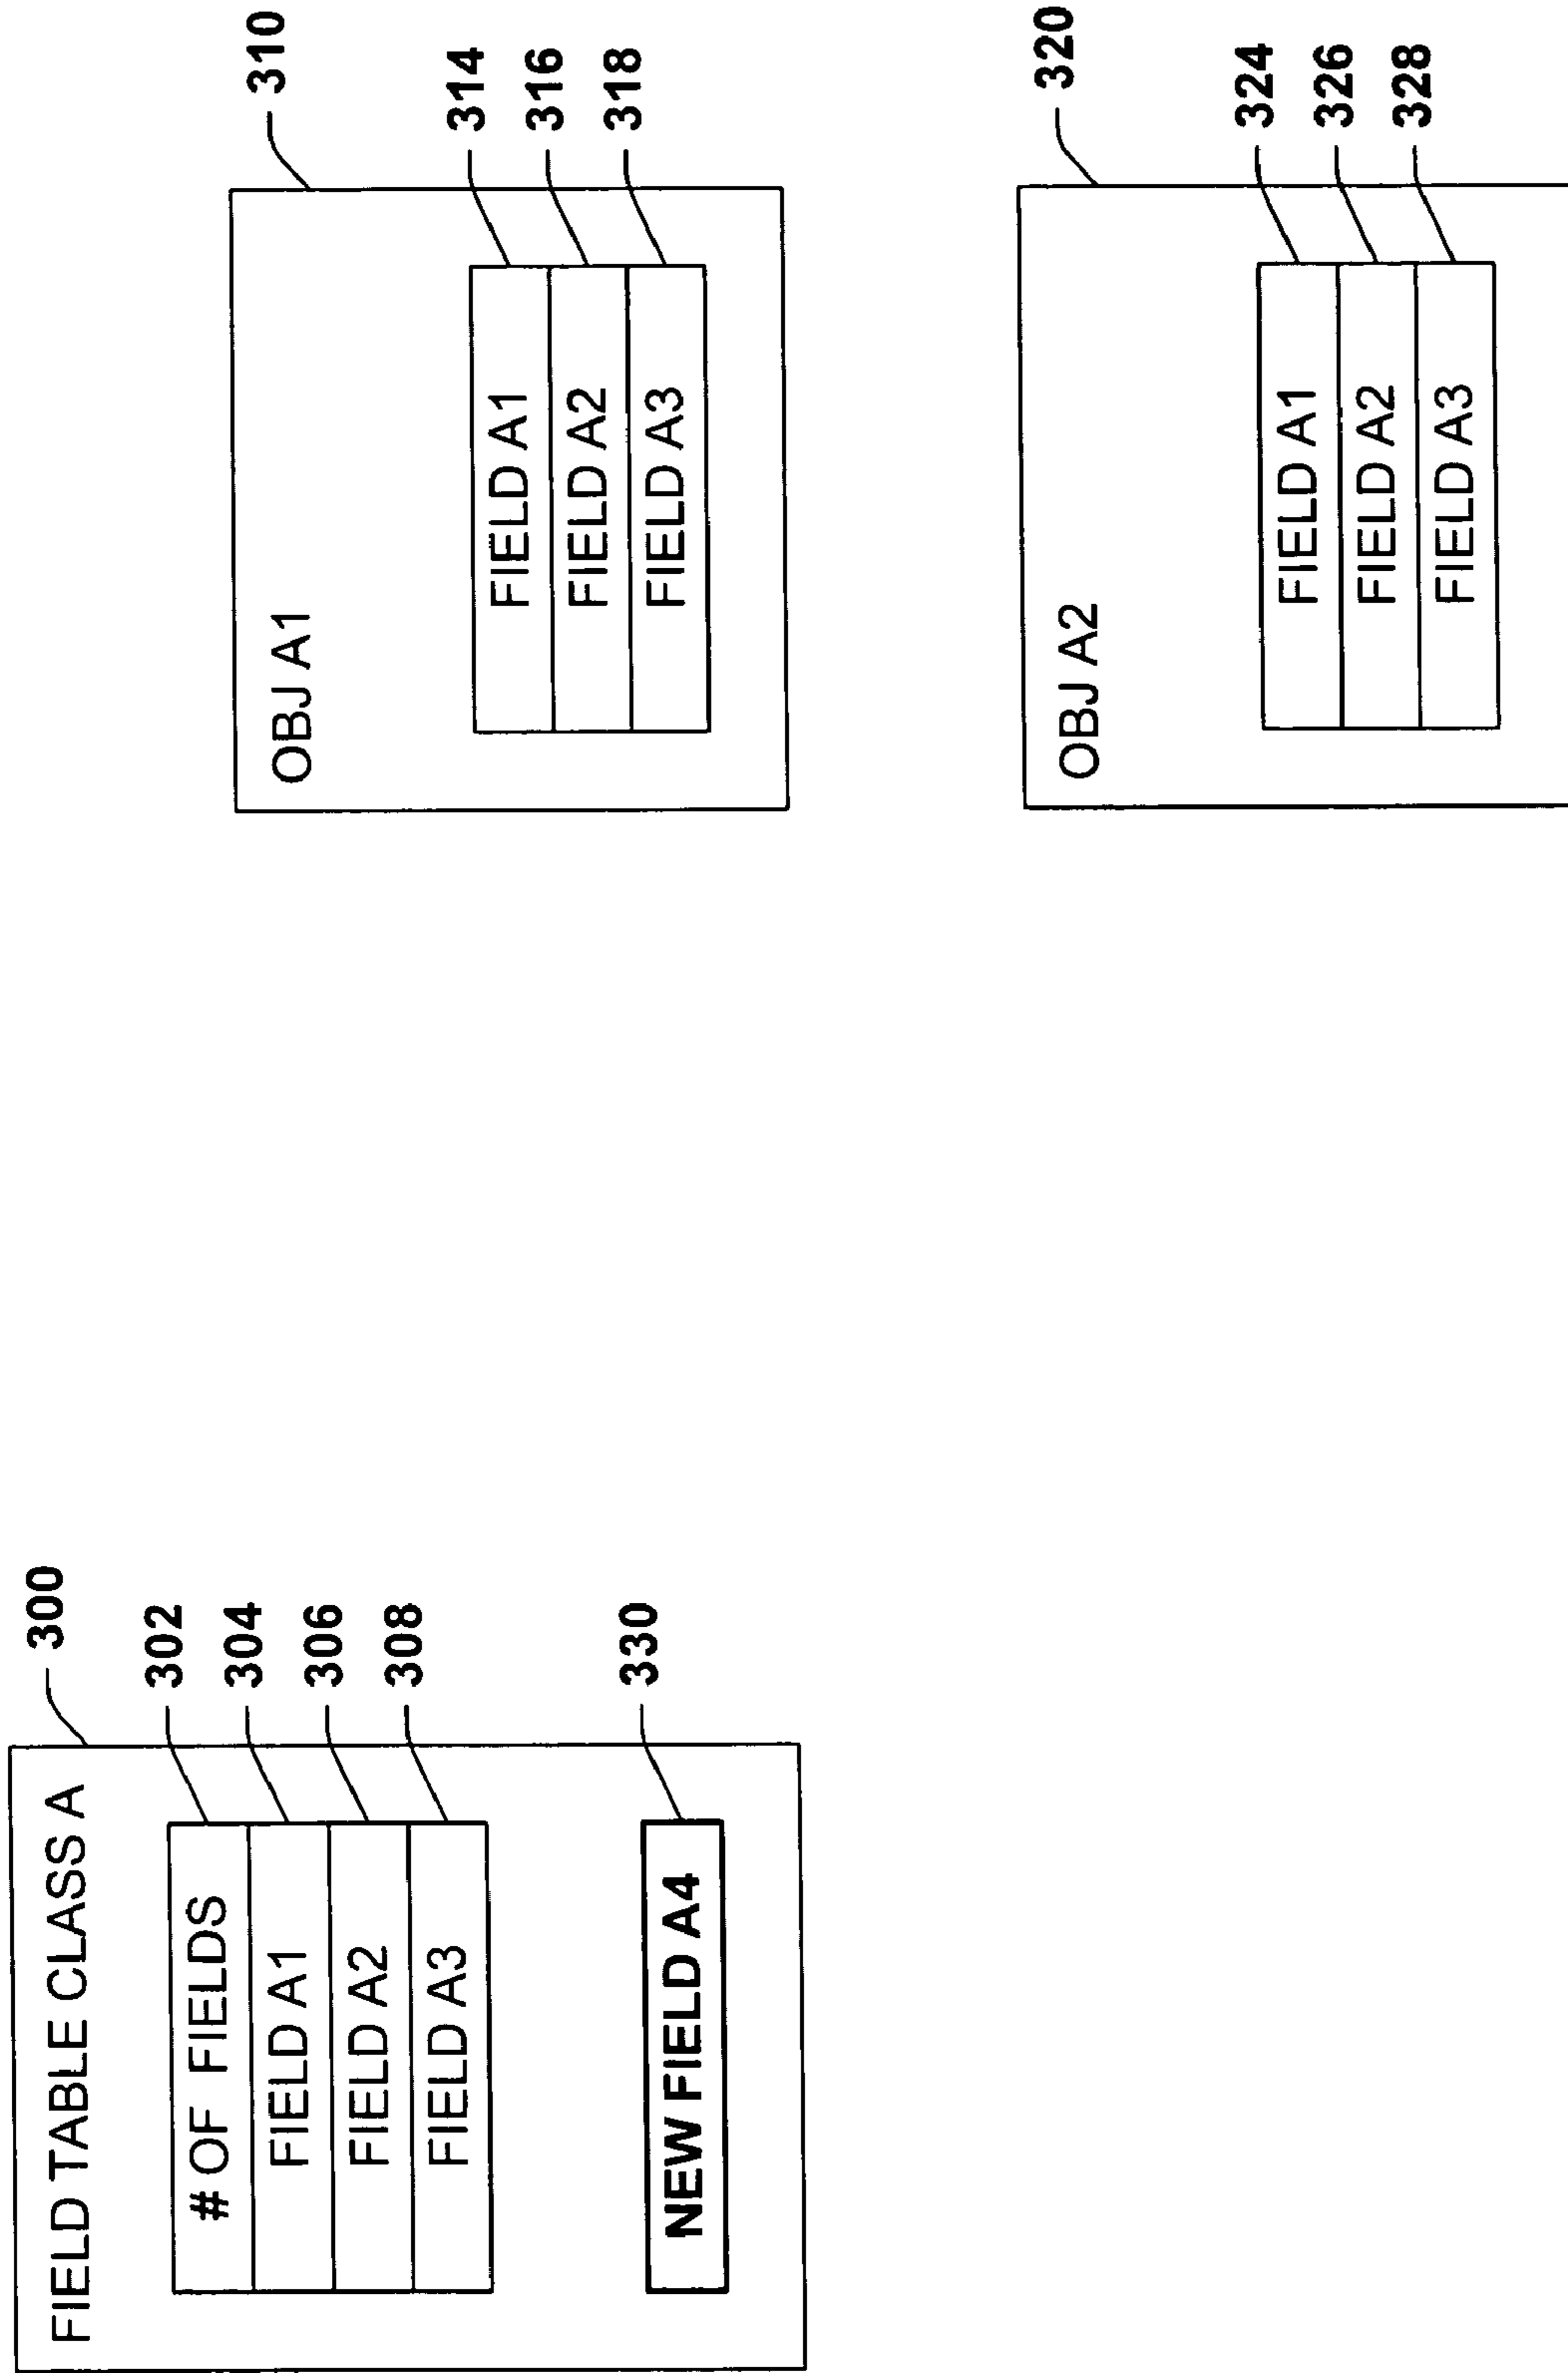 FIELD TABLE CLASS A
300
# OF FIELDS
302
FIELD A1
304
FIELD A2
306
FIELD A3
308
NEW FIELD A4
330
OBJ A1
310
FIELD A1
314
FIELD A2
316
FIELD A3
318
OBJ A2
320
FIELD A1
324
FIELD A2
326
FIELD A3
328